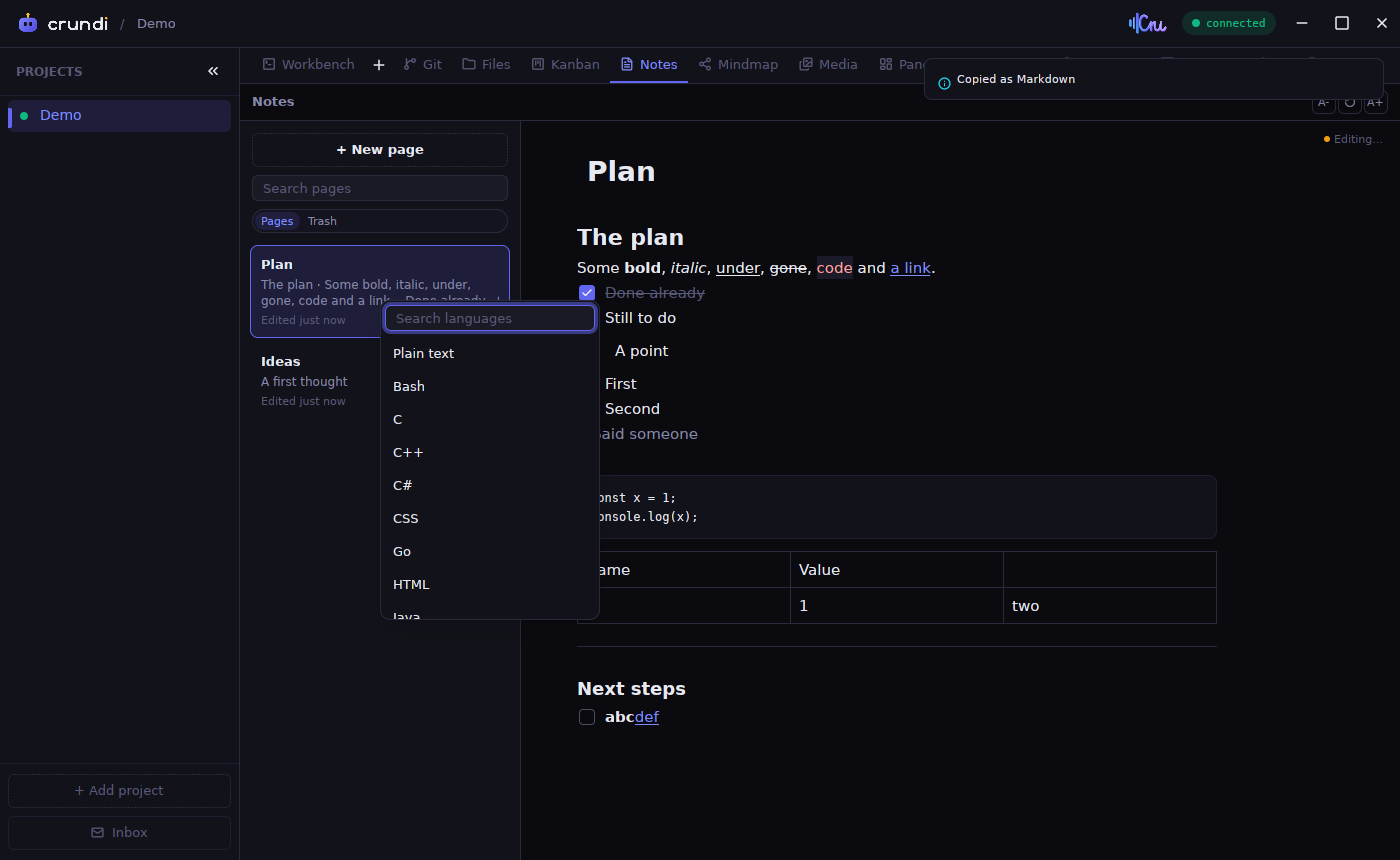 crundi / Demo
Cru
connected
PROJECTS
Demo
+ Add project
Inbox
Workbench
+
Git
Files
Kanban
Notes
Mindmap
Media
Copied as Markdown
Notes
A-
A+
+ New page
Search pages
Pages
Trash
Plan
The plan · Some bold, italic, under,
gone, code and a link
Edited just now
Ideas
A first thought
Edited just now
Search languages
Plain text
Bash
C
C++
C#
CSS
Go
HTML
Java
Editing...
Plan
The plan
Some bold, italic, under, gone, code and a link.
Done already
Still to do
A point
First
Second
aid someone
onst x = 1;
onsole.log(x);
ame
Value
1
two
Next steps
abcdef